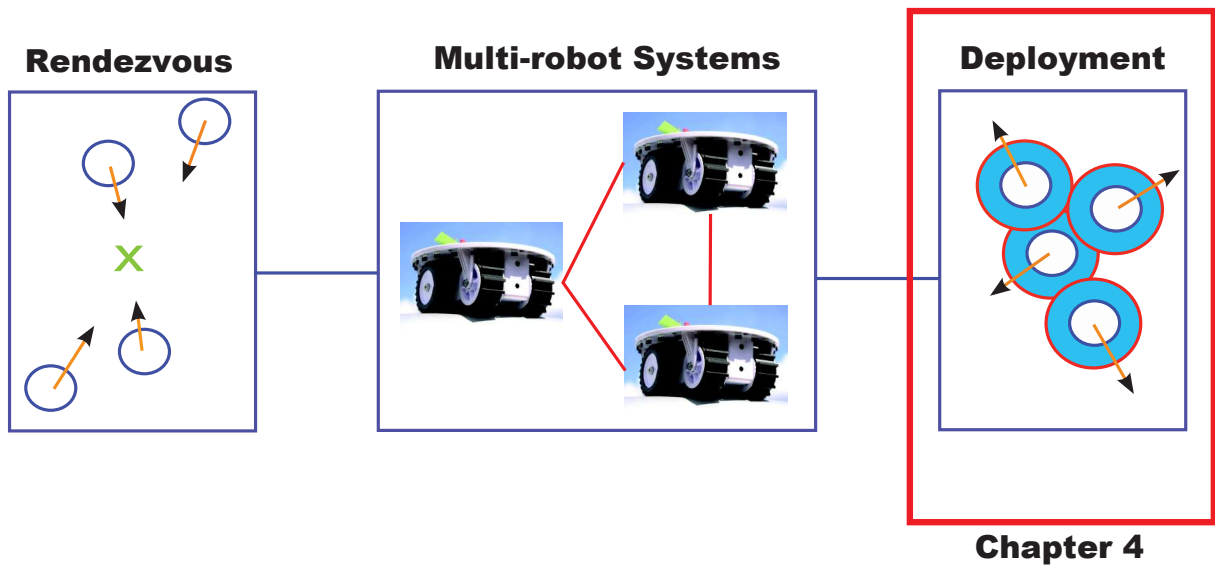 Rendezvous
Multi-robot Systems
Deployment
X
Chapter 4